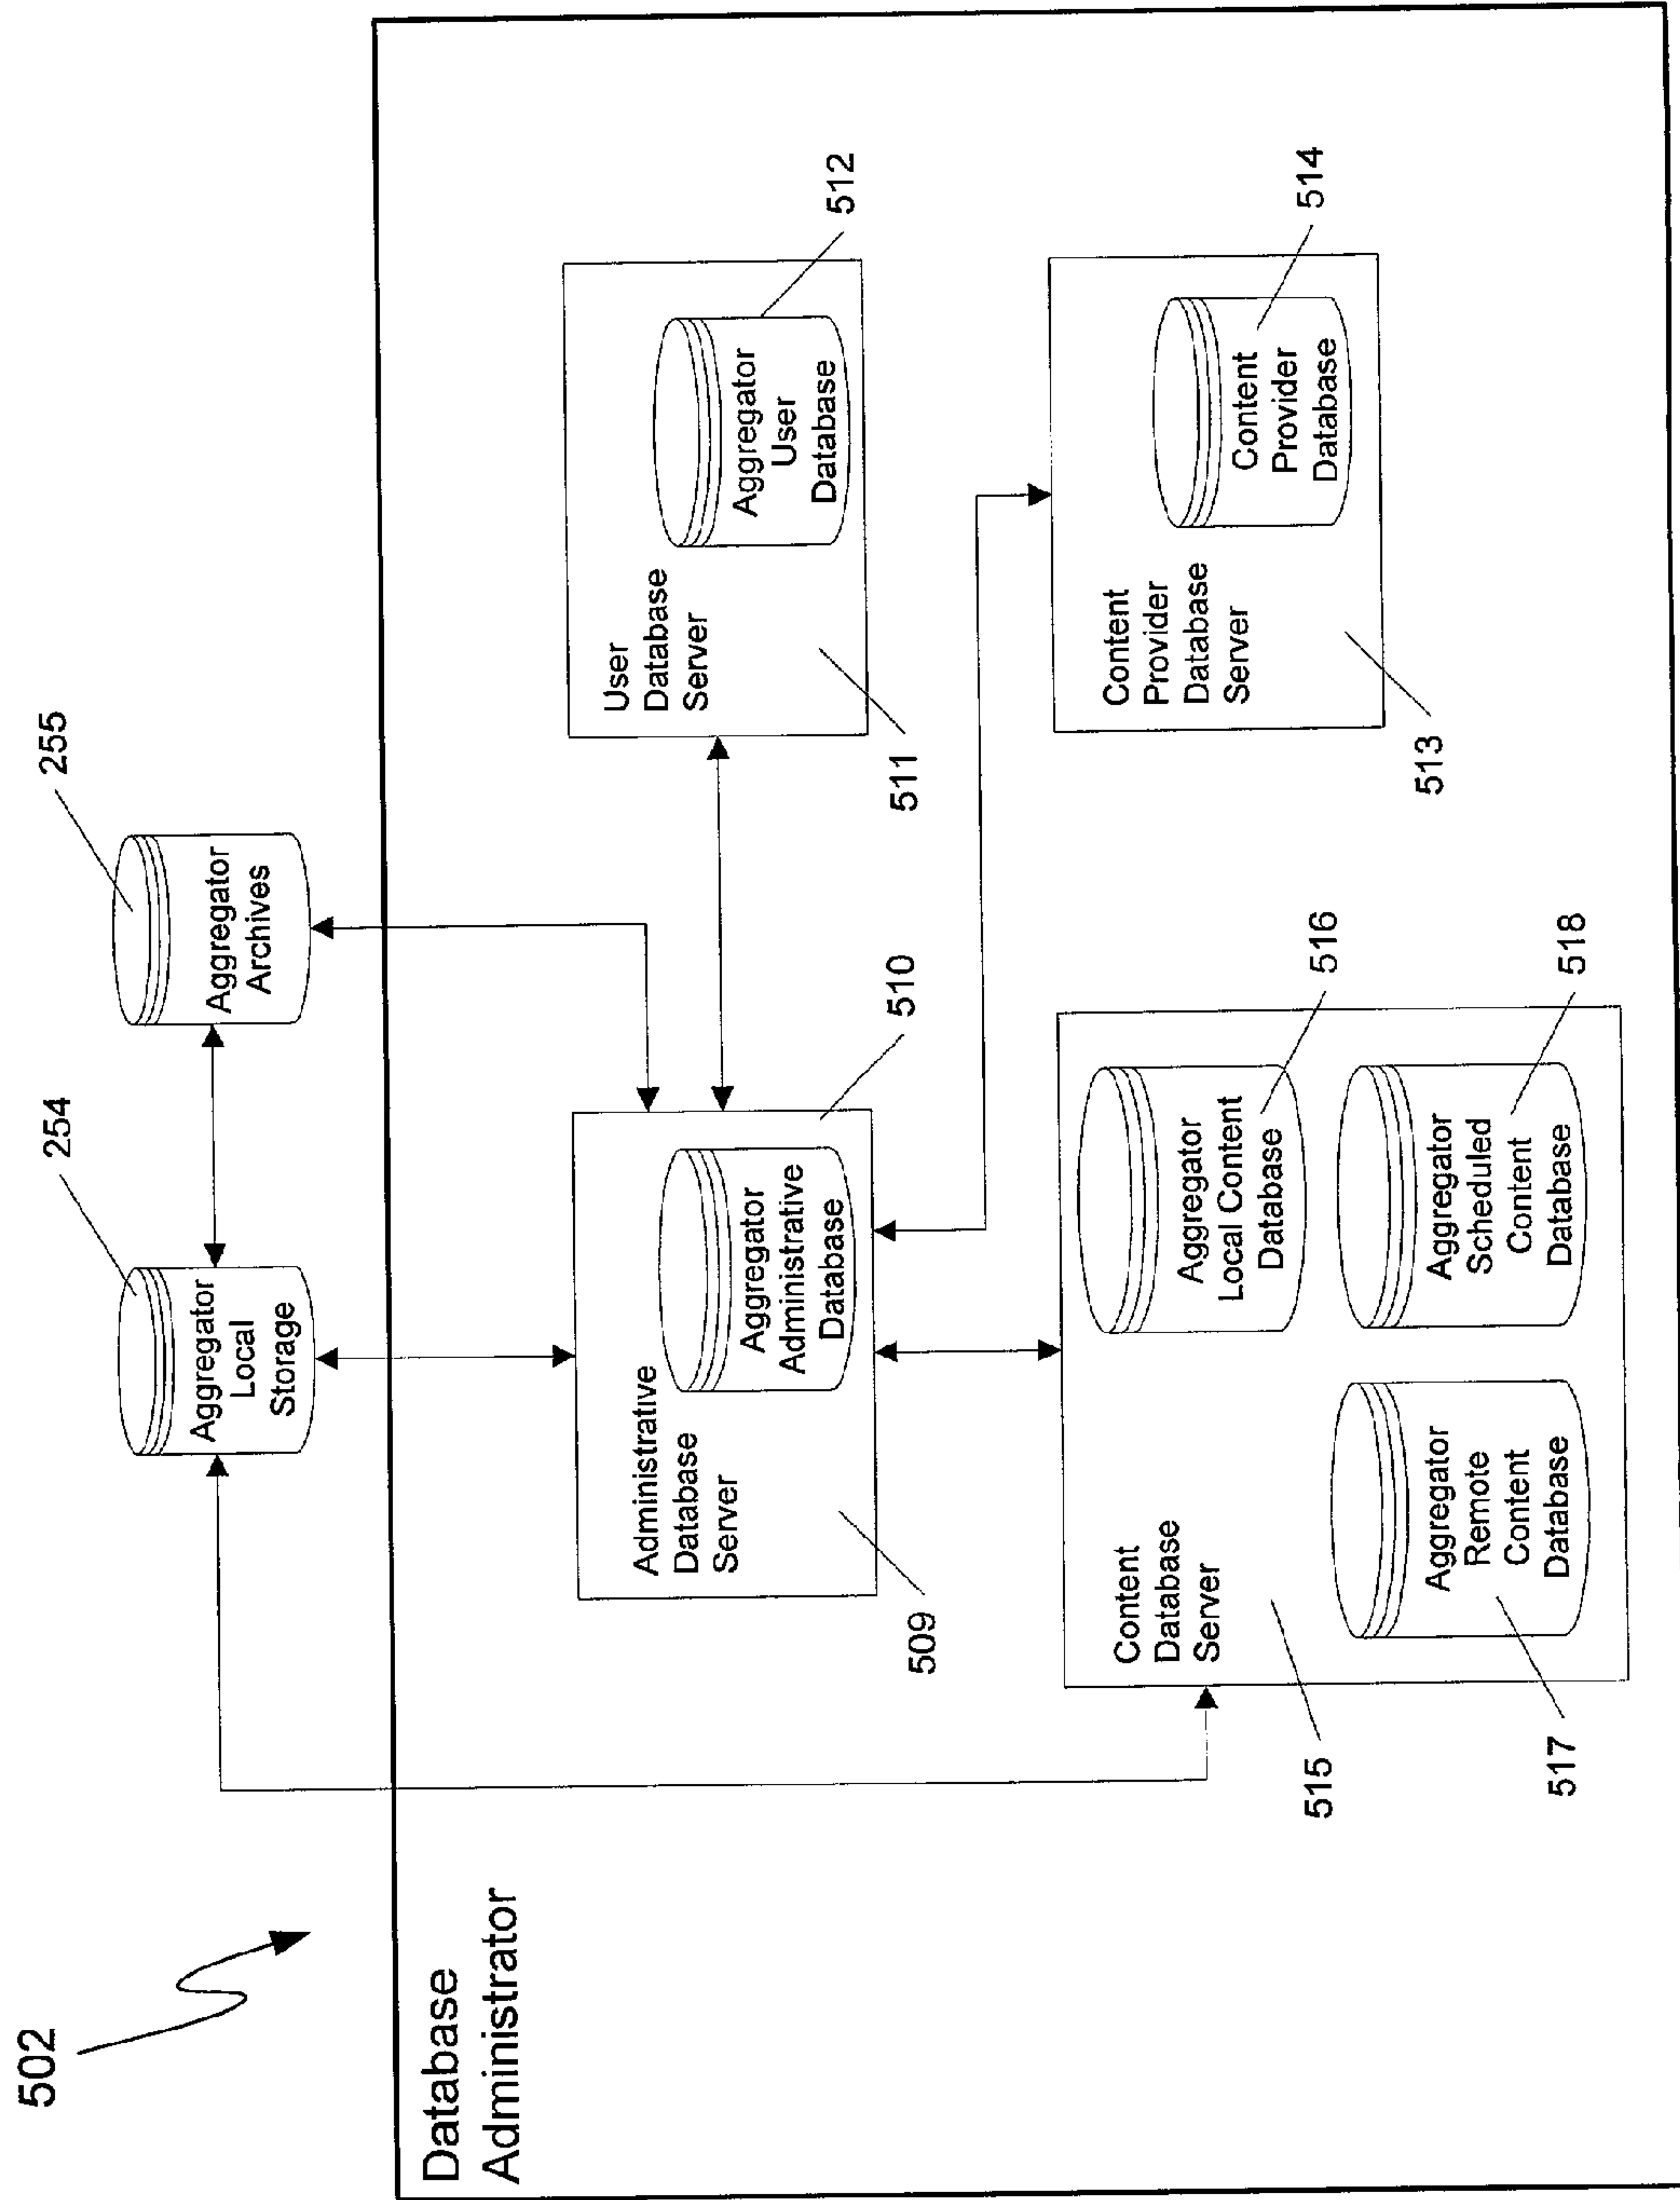 502
Database
Administrator
254
Aggregator
Local
Storage
255
Aggregator
Archives
Administrative
Database
Server
509
Aggregator
Administrative
Database
510
User
Database
Server
511
Aggregator
User
Database
512
Content
Database
Server
515
Aggregator
Local Content
Database
516
Aggregator
Remote
Content
Database
517
Aggregator
Scheduled
Content
Database
518
Content
Provider
Database
Server
513
Content
Provider
Database
514